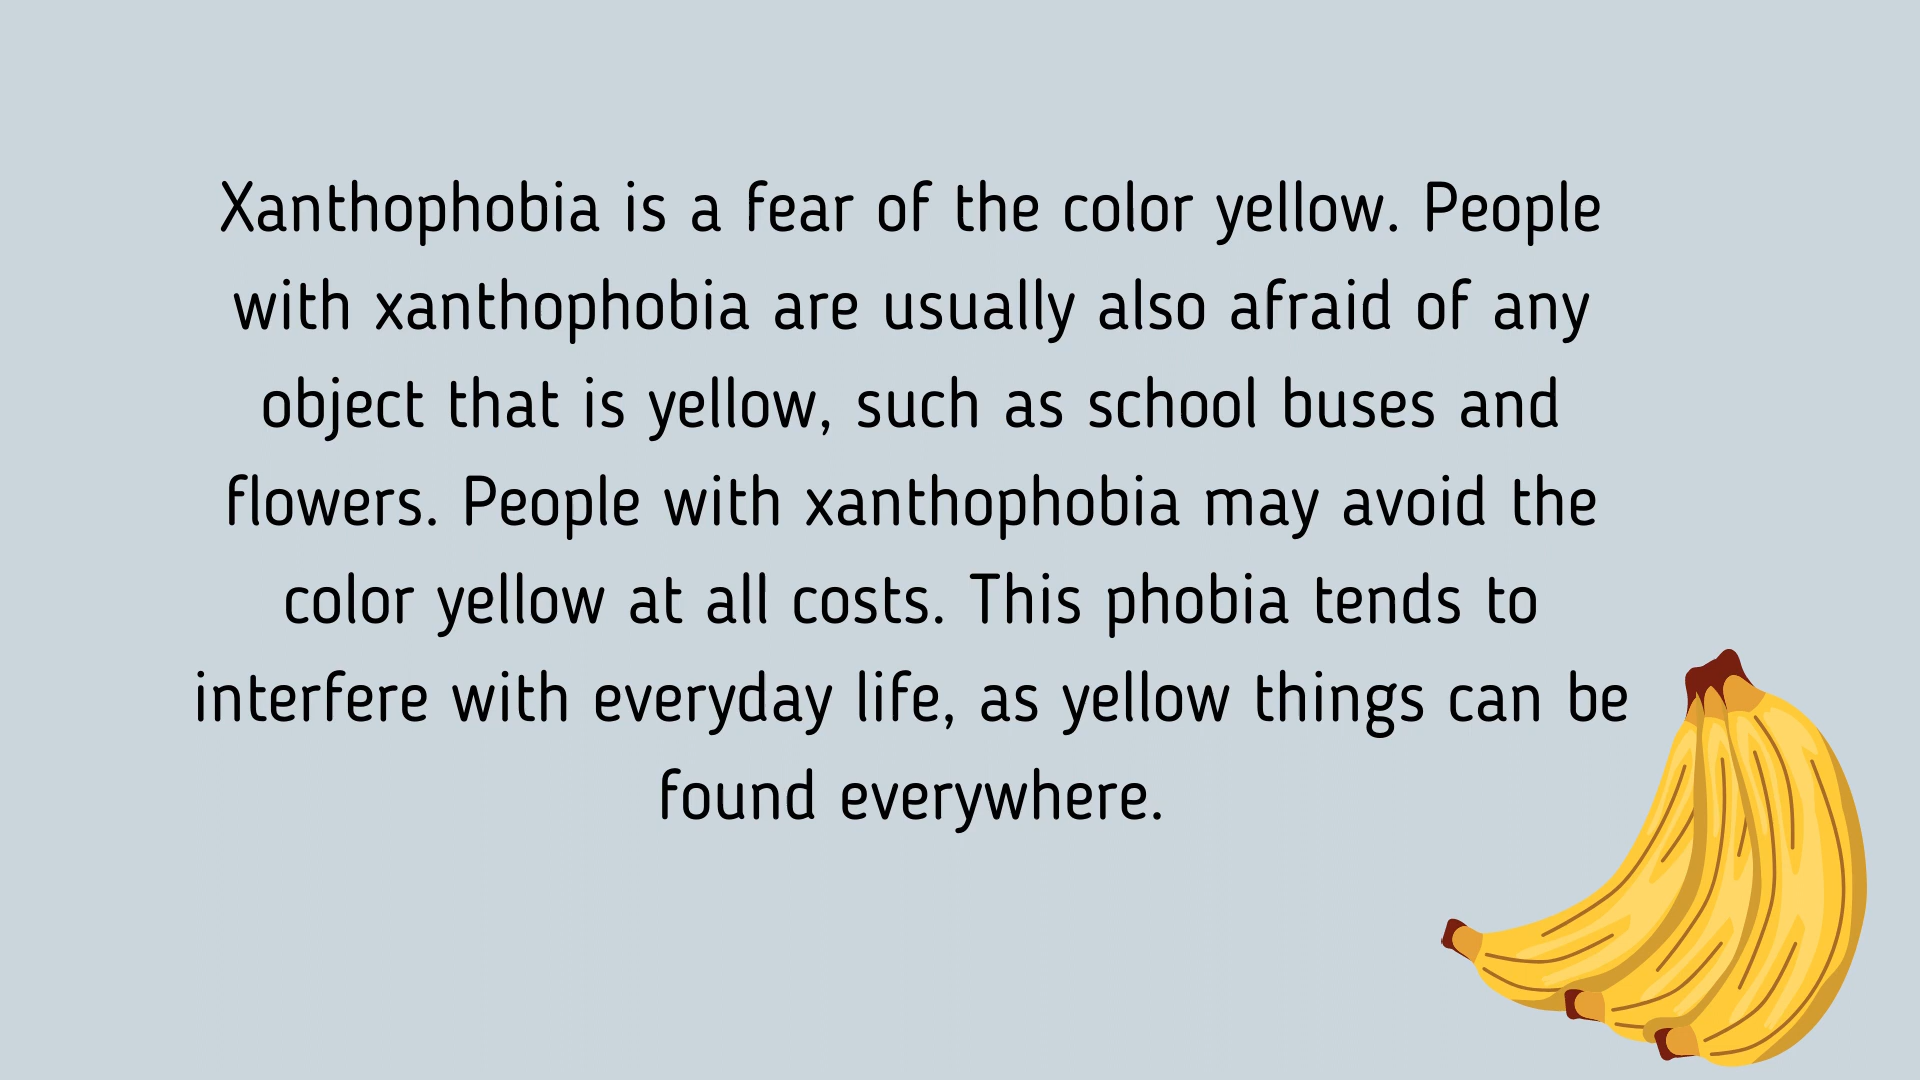 Xanthophobia is a fear of the color yellow. People
with xanthophobia are usually also afraid of any
object that is yellow, such as school buses and
flowers. People with xanthophobia may avoid the
color yellow at all costs. This phobia tends to
interfere with everyday life, as yellow things can be
found everywhere.